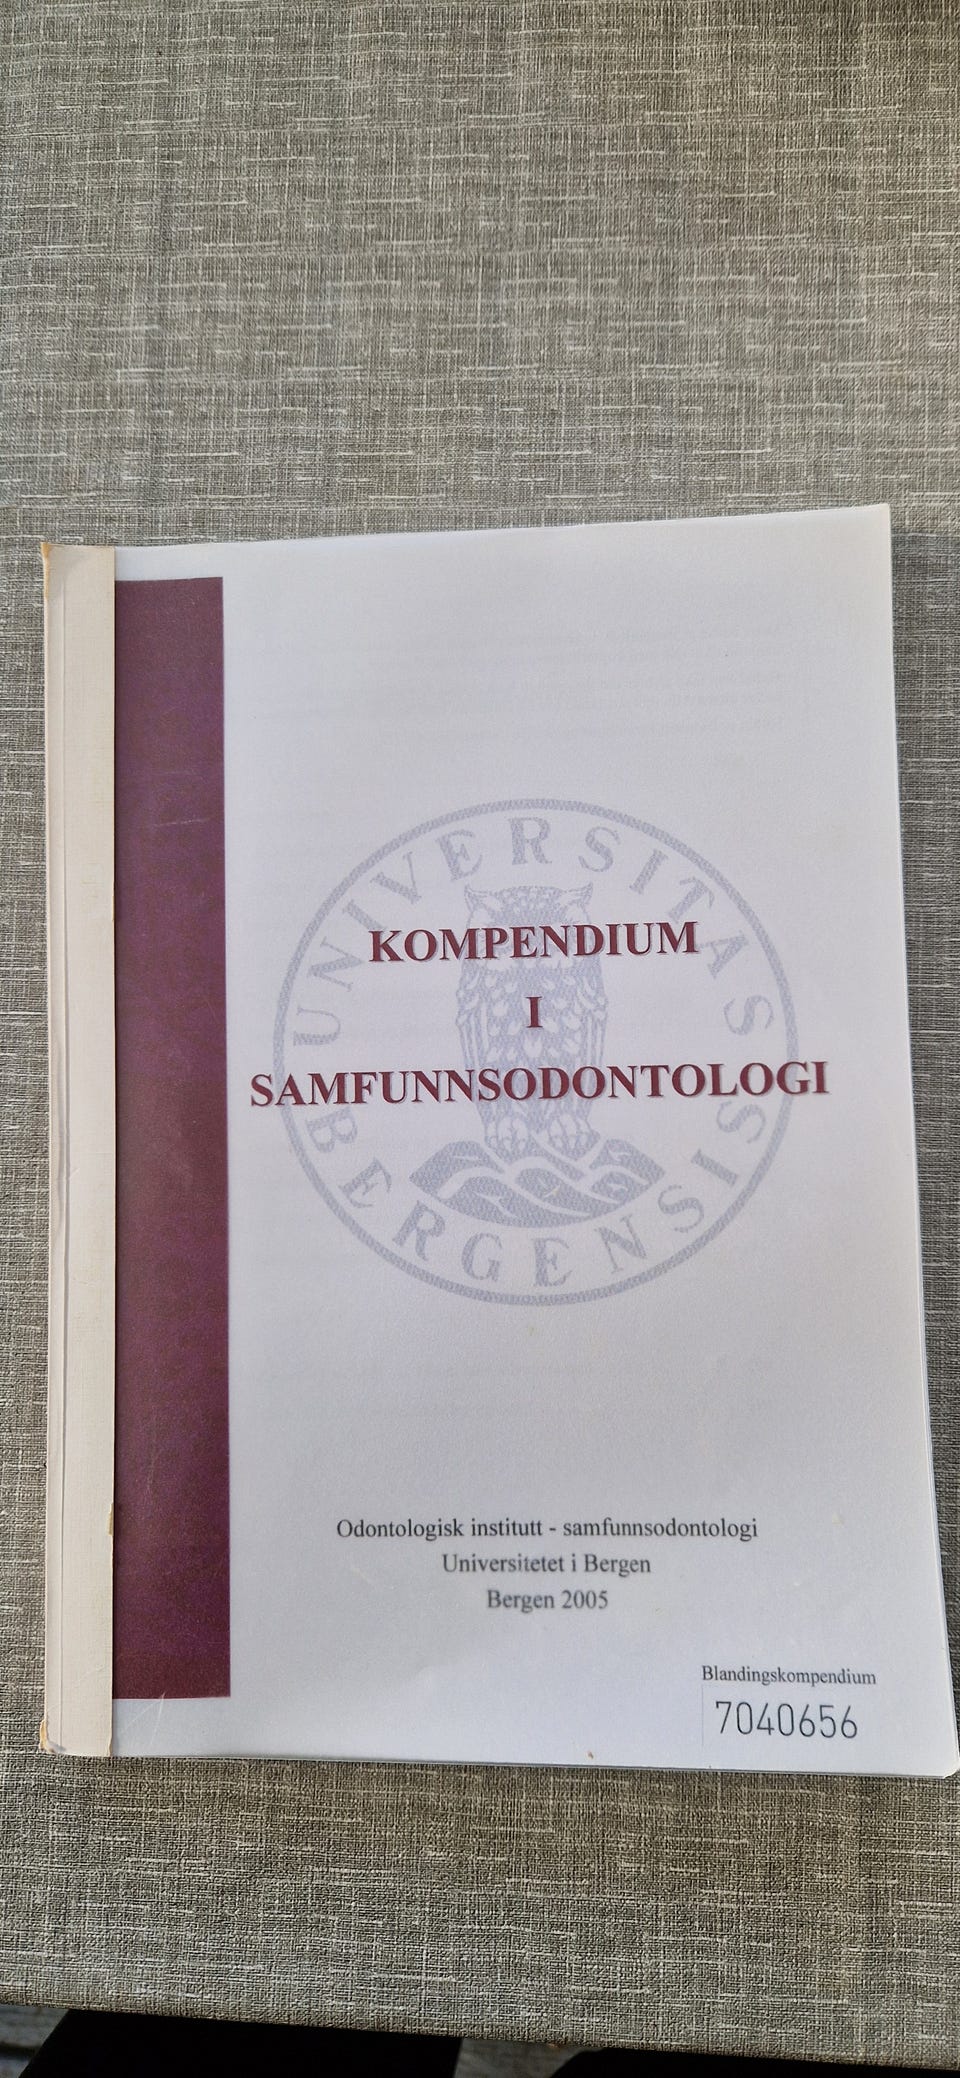 UNIVERSITAS
BERGENSIS
KOMPENDIUM
I
SAMFUNNSODONTOLOGI
Odontologisk institutt - samfunnsodontologi
Universitetet i Bergen
Bergen 2005
Blandingskompendium
7040656